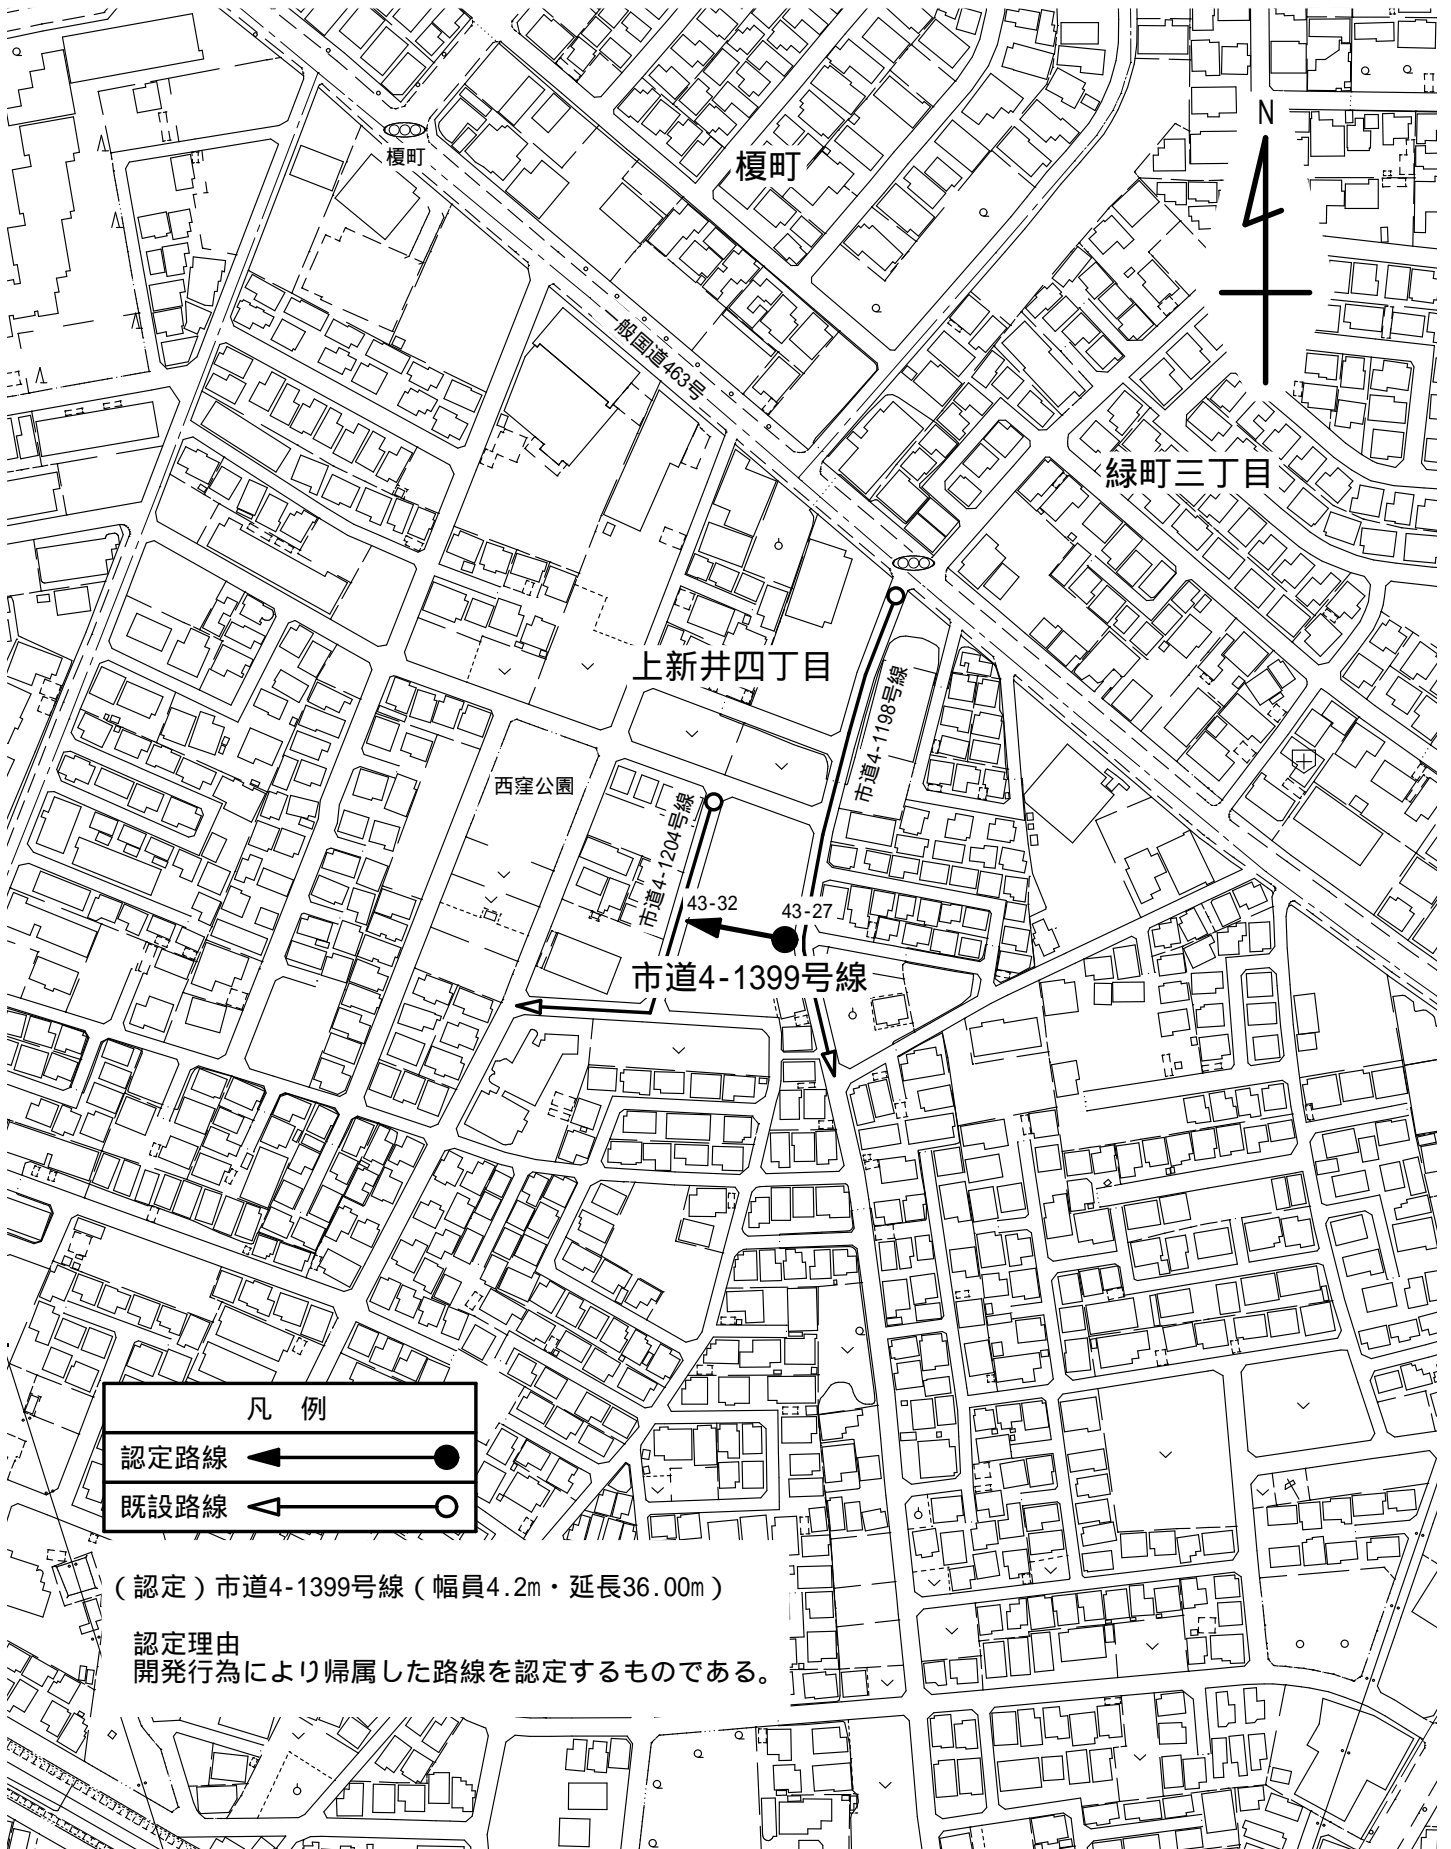 N
榎町
榎町
般国道463号
緑町三丁目
上新井四丁目
市道4-1198号線
西窪公園
市道4-1204号線
43-32
43-27
市道4-1399号線
凡 例
認定路線
既設路線
（認定）市道4-1399号線（幅員4.2m・延長36.00m）
認定理由
開発行為により帰属した路線を認定するものである。